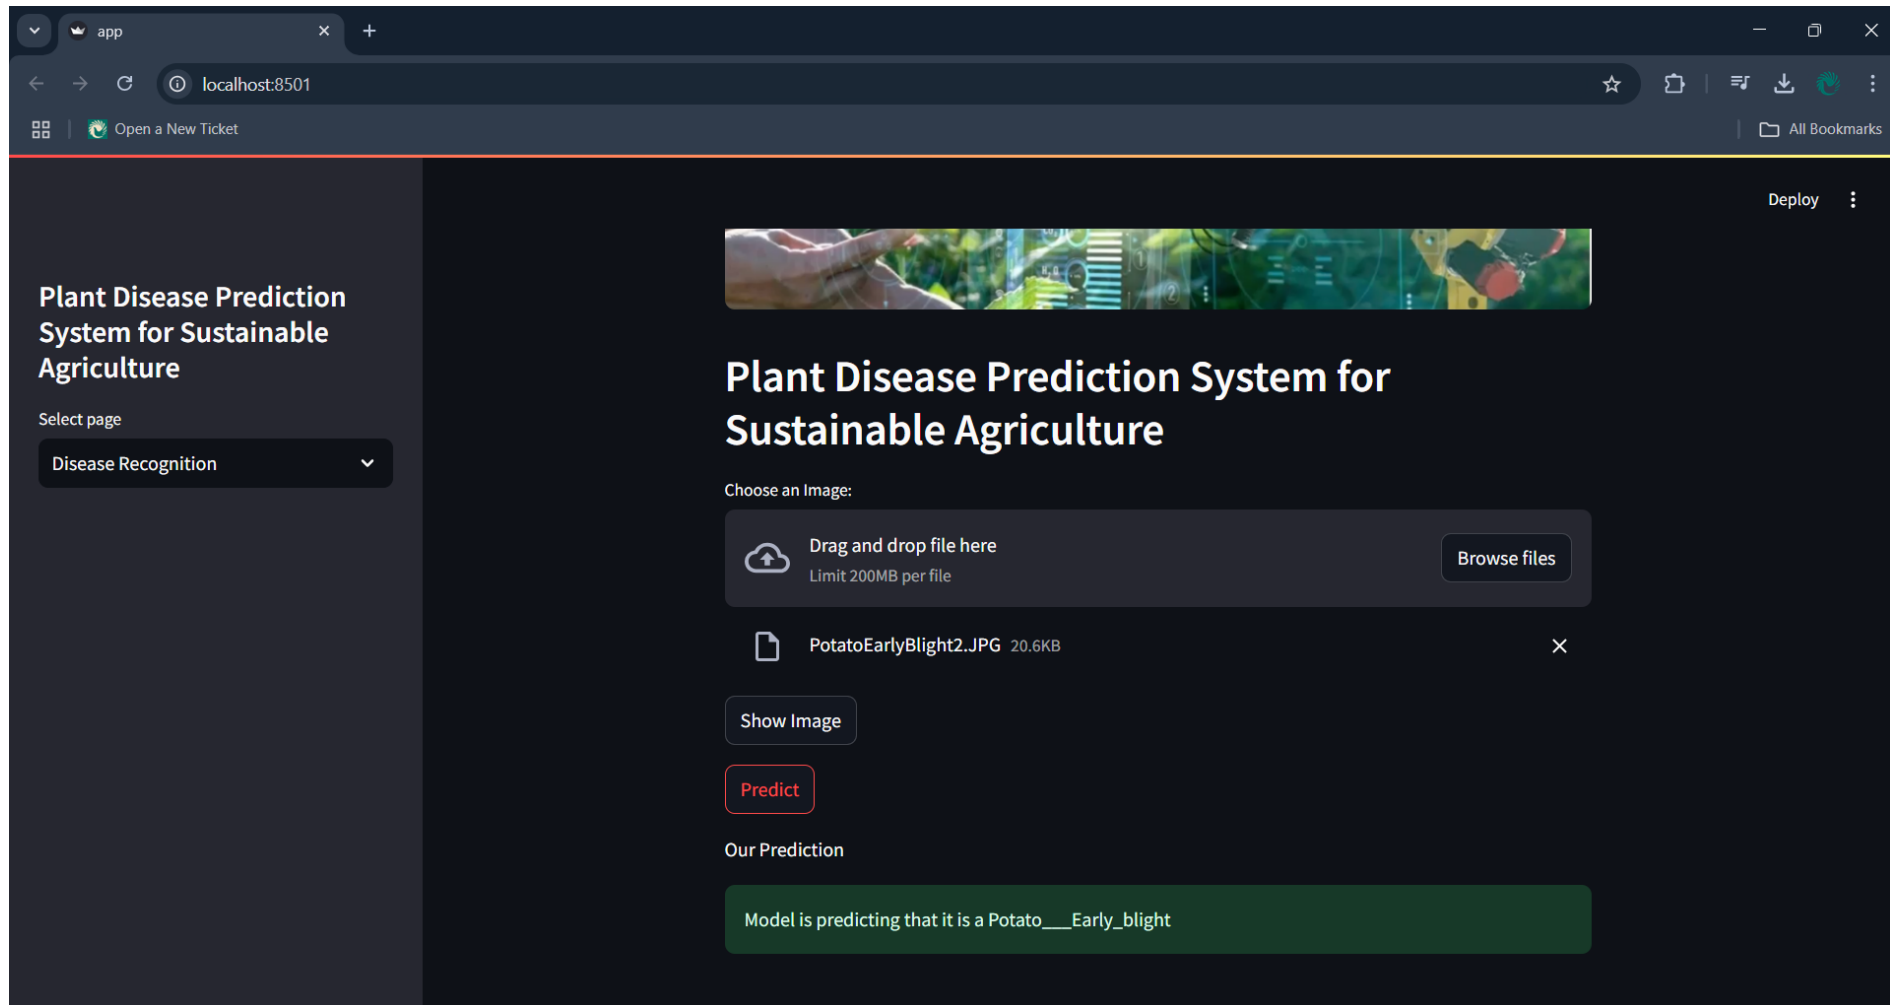 app
localhost:8501
Open a New Ticket
All Bookmarks
Deploy
Plant Disease Prediction
System for Sustainable
Agriculture
Select page
Disease Recognition
H₂O
1
2
Plant Disease Prediction System for
Sustainable Agriculture
Choose an Image:
Drag and drop file here
Limit 200MB per file
Browse files
PotatoEarlyBlight2.JPG 20.6KB
Show Image
Predict
Our Prediction
Model is predicting that it is a Potato___Early_blight